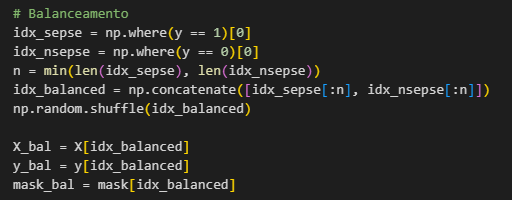 # Balanceamento
idx_sepse = np.where(y == 1)[0]
idx_nsepse = np.where(y == 0)[0]
n = min(len(idx_sepse), len(idx_nsepse))
idx_balanced = np.concatenate([idx_sepse[:n], idx_nsepse[:n]])
np.random.shuffle(idx_balanced)
X_bal = X[idx_balanced]
y_bal = y[idx_balanced]
mask_bal = mask[idx_balanced]